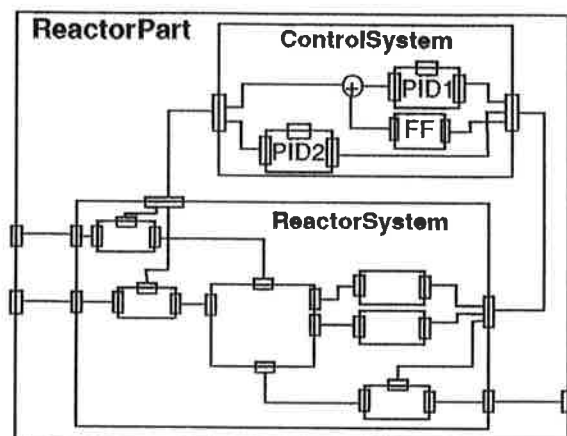 ReactorPart
ControlSystem
PID1
FF
PID2
ReactorSystem